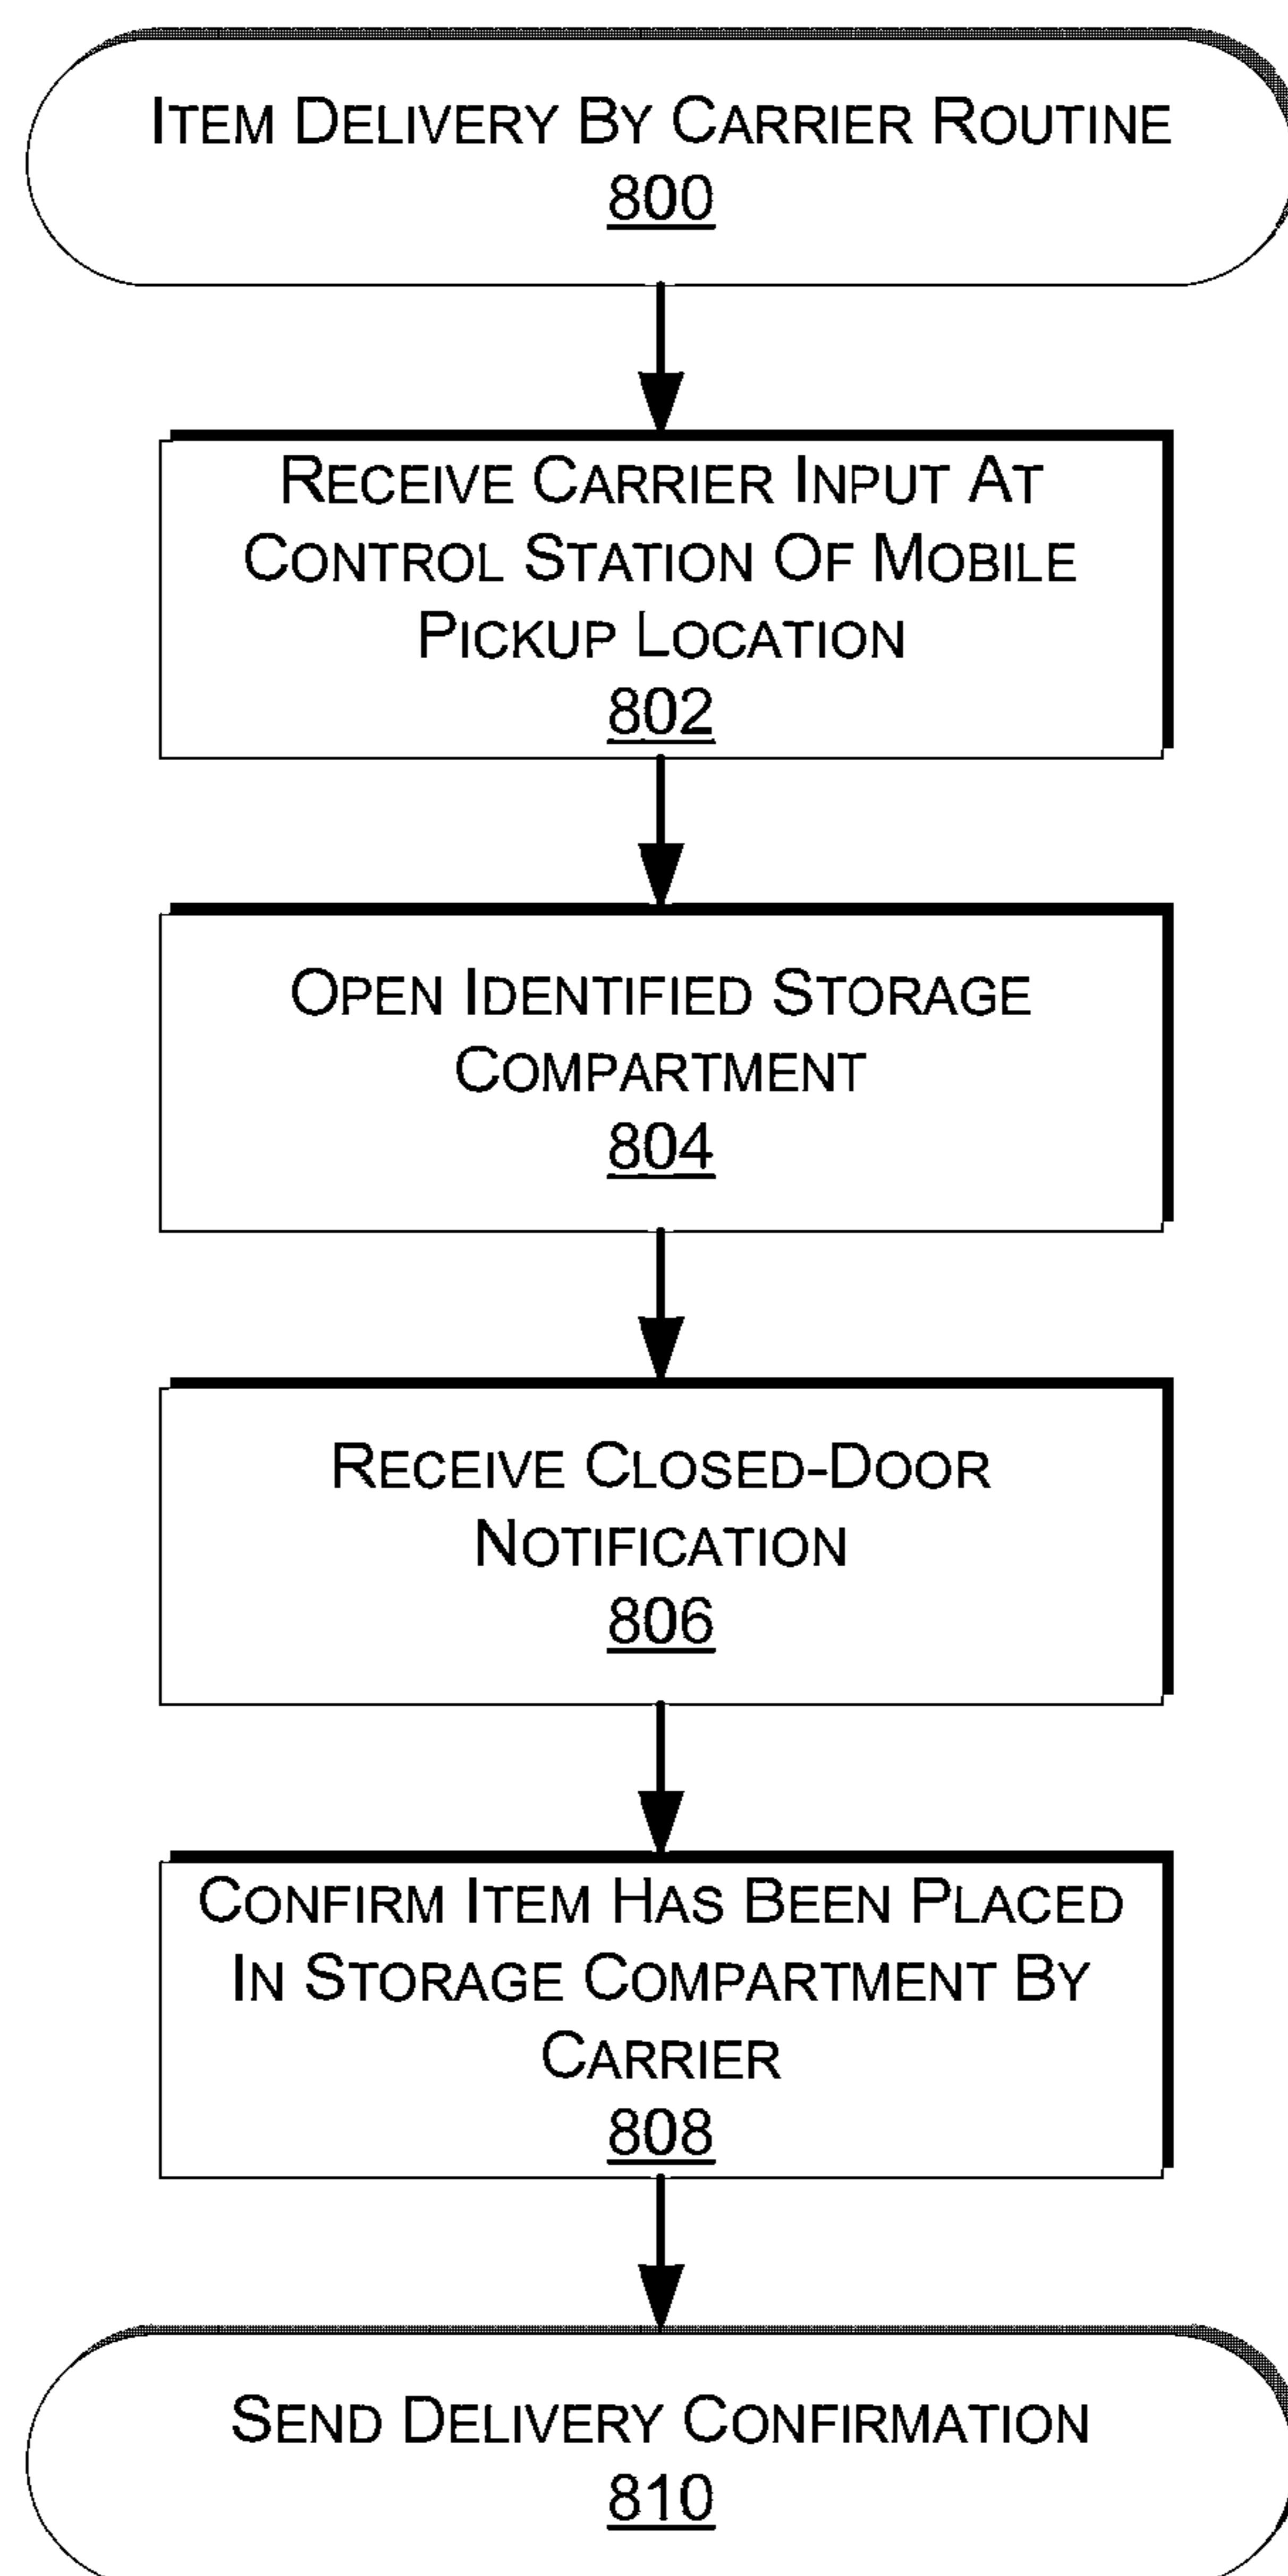 ITEM DELIVERY BY CARRIER ROUTINE
800
RECEIVE CARRIER INPUT AT
CONTROL STATION OF MOBILE
PICKUP LOCATION
802
OPEN IDENTIFIED STORAGE
COMPARTMENT
804
RECEIVE CLOSED-DOOR
NOTIFICATION
806
CONFIRM ITEM HAS BEEN PLACED
IN STORAGE COMPARTMENT BY
CARRIER
808
SEND DELIVERY CONFIRMATION
810